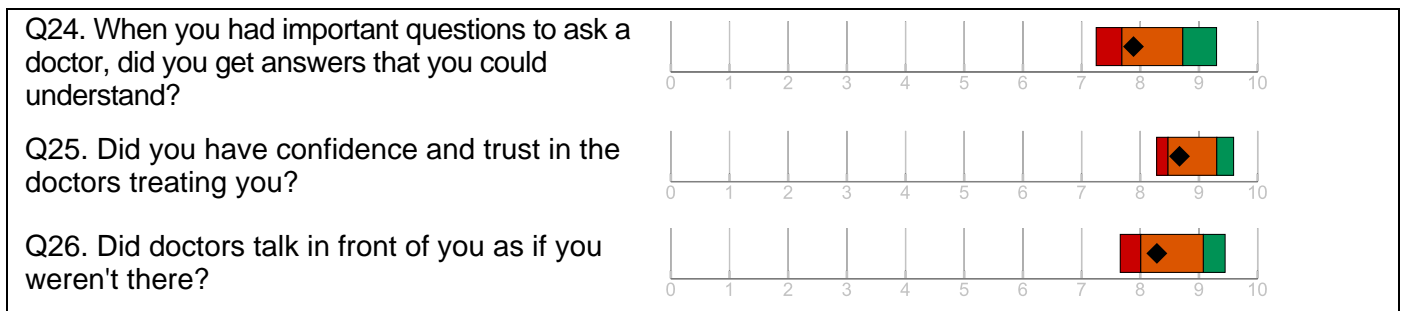 Q24. When you had important questions to ask a
doctor, did you get answers that you could
understand?
0 1 2 3 4 5 6 7 8 9 10
Q25. Did you have confidence and trust in the
doctors treating you?
0 1 2 3 4 5 6 7 8 9 10
Q26. Did doctors talk in front of you as if you
weren't there?
0 1 2 3 4 5 6 7 8 9 10